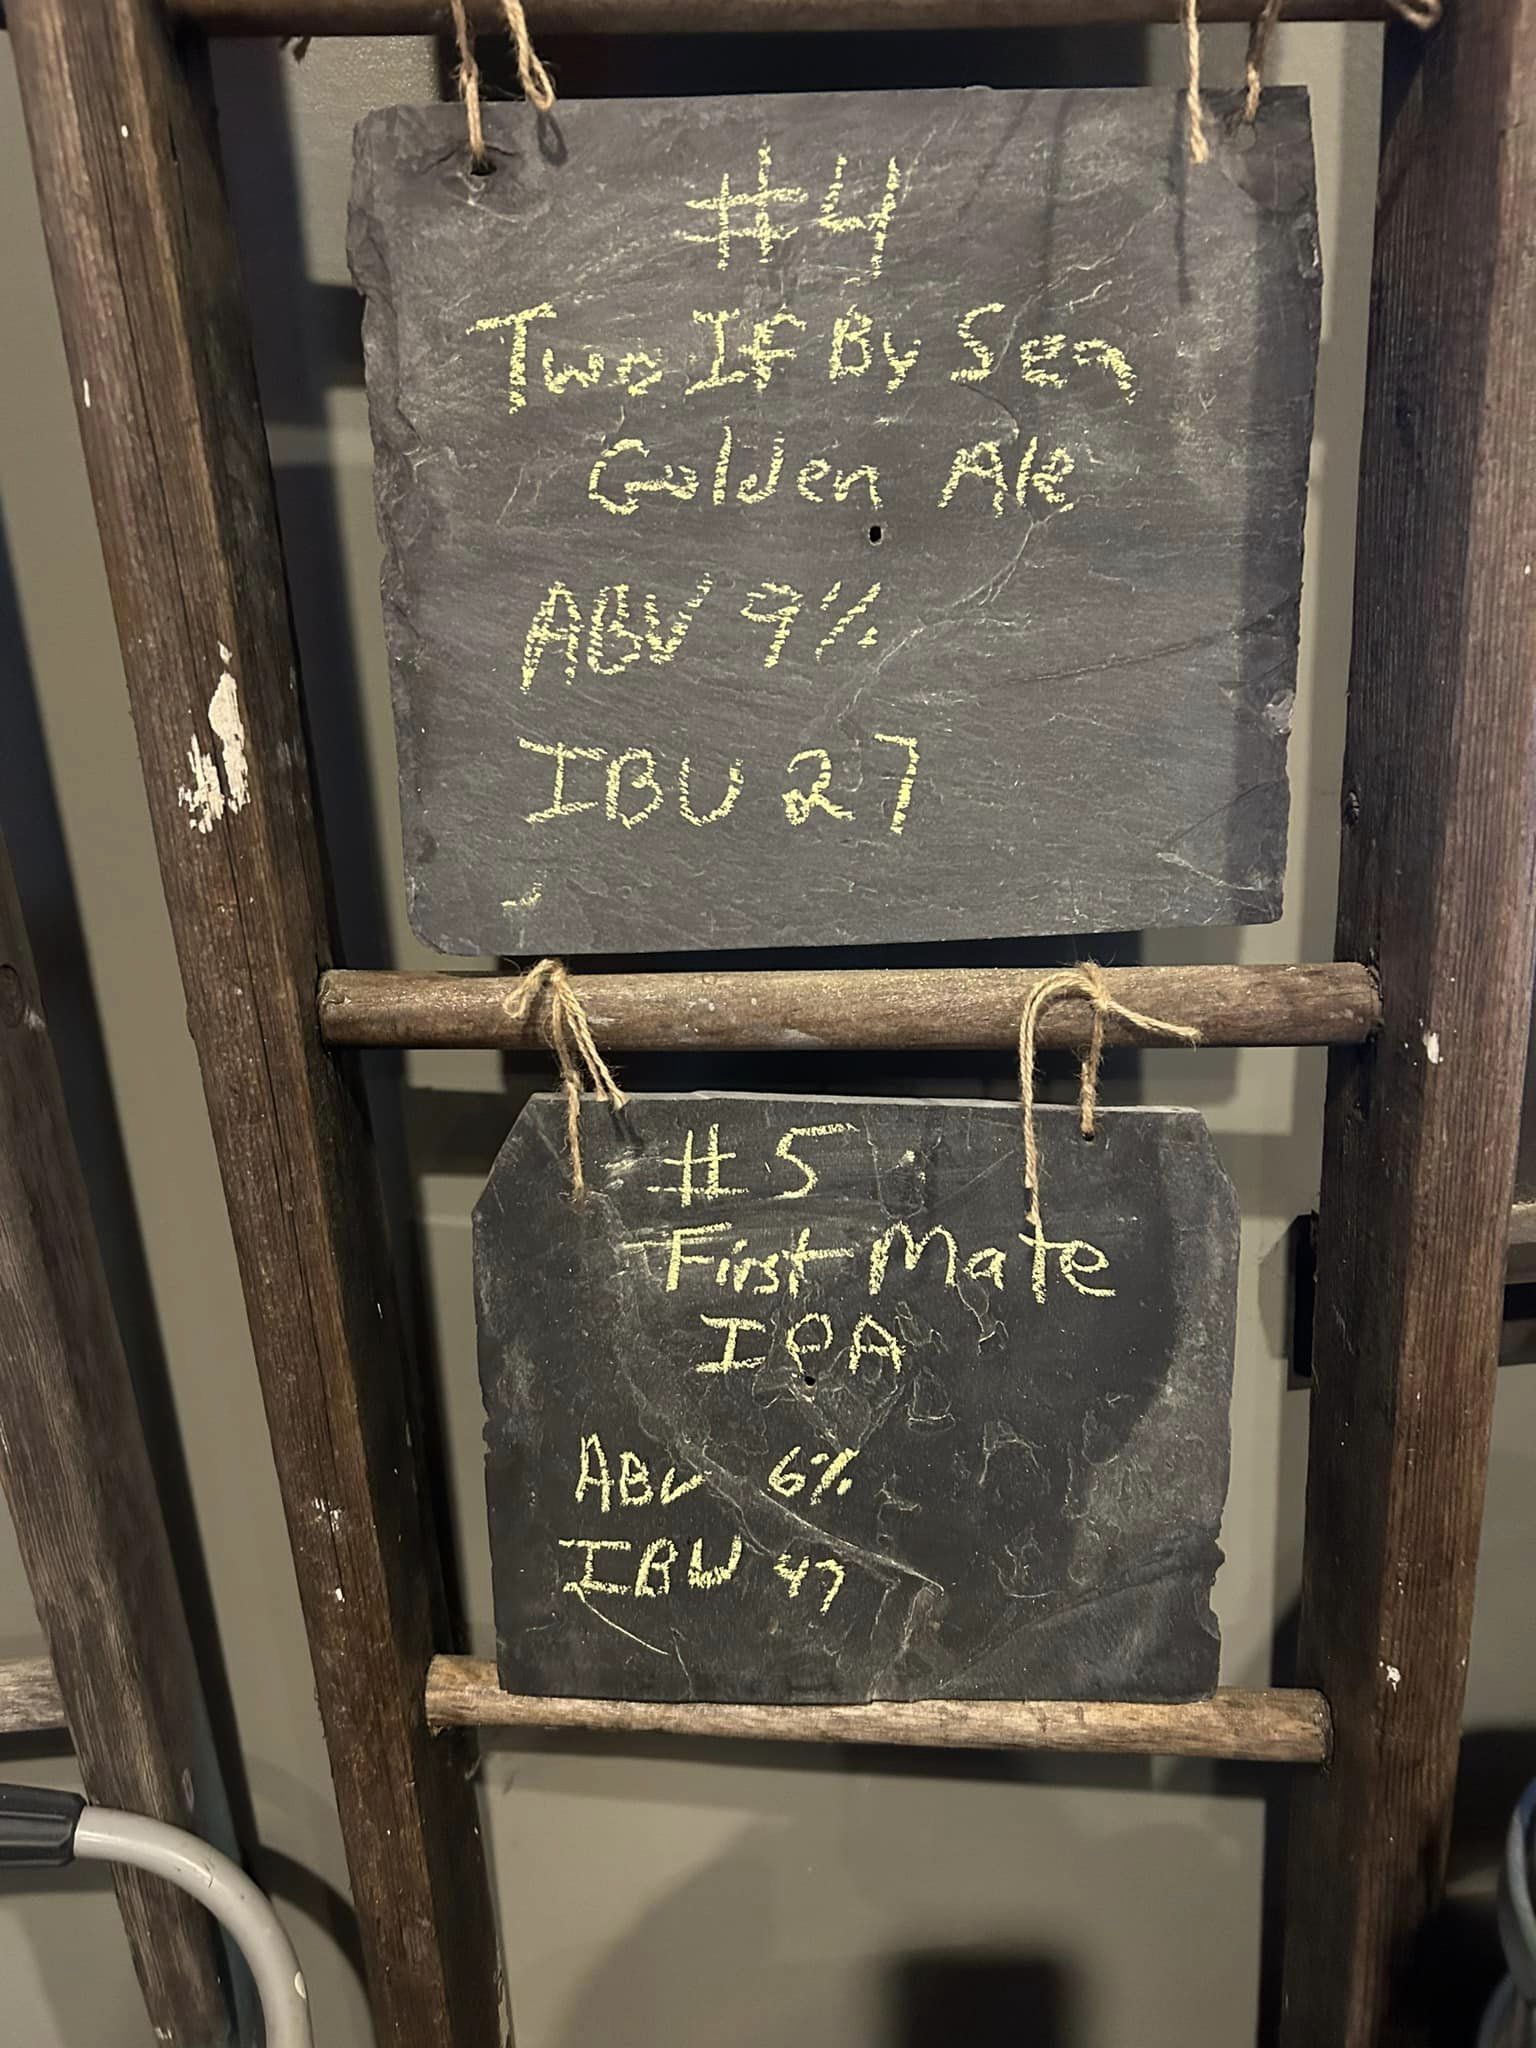 #4
Two If By Sea
Golden Ale
ABV 9%
IBU 27
#5
First Mate
IPA
ABV 6%
IBU 47